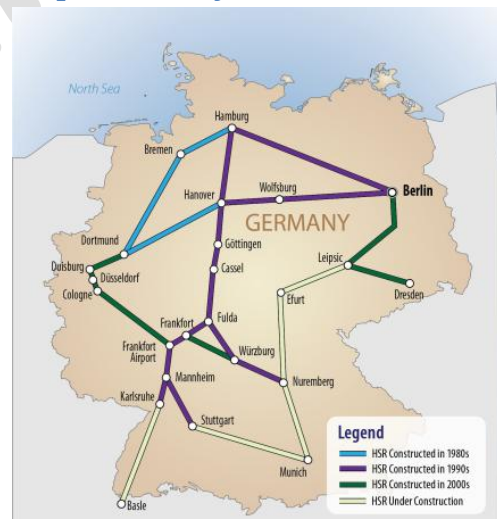 North Sea
Hamburg
Bremen
Hanover
Wolfsburg
Berlin
GERMANY
Dortmund
Göttingen
Duisburg
Düsseldorf
Cologne
Cassel
Leipsic
Dresden
Efurt
Fulda
Frankfort
Frankfort
Airport
Würzburg
Mannheim
Nuremberg
Karlsruhe
Stuttgart
Munich
Basle
Legend
HSR Constructed in 1980s
HSR Constructed in 1990s
HSR Constructed in 2000s
HSR Under Construction